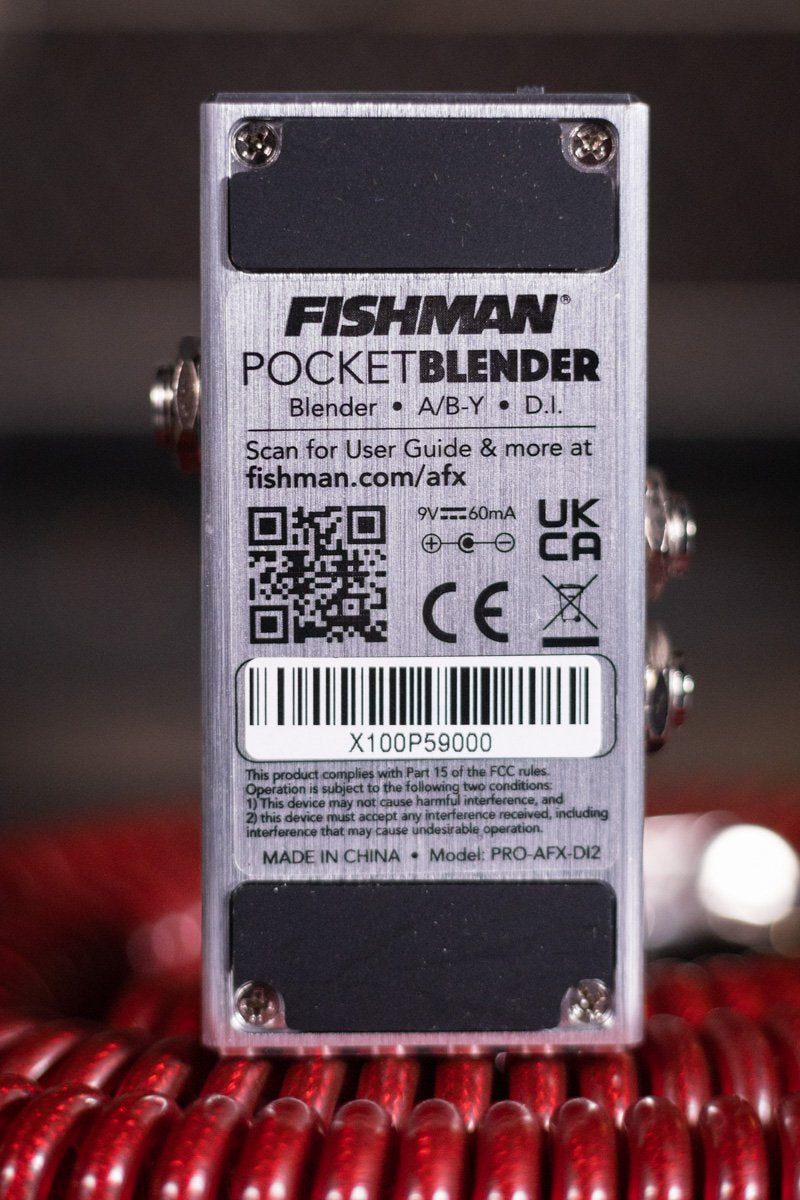 FISHMAN®
POCKETBLENDER
Blender • A/B-Y • D.I.
Scan for User Guide & more at
fishman.com/afx
9V⎓60mA
UK
CA
CE
X100P59000
This product complies with Part 15 of the FCC rules.
Operation is subject to the following two conditions:
1) This device may not cause harmful interference, and
2) this device must accept any interference received, including
interference that may cause undesirable operation.
MADE IN CHINA • Model: PRO-AFX-DI2